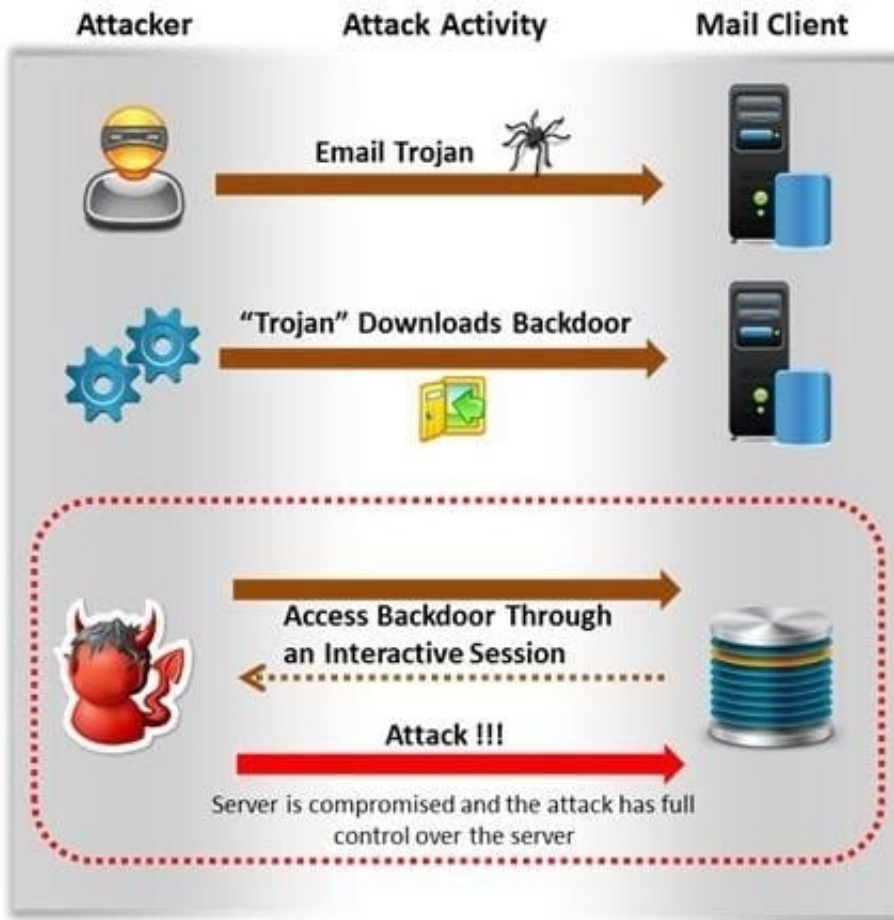 Attacker
Attack Activity
Mail Client
Email Trojan
“Trojan” Downloads Backdoor
Access Backdoor Through
an Interactive Session
Attack !!!
Server is compromised and the attack has full
control over the server